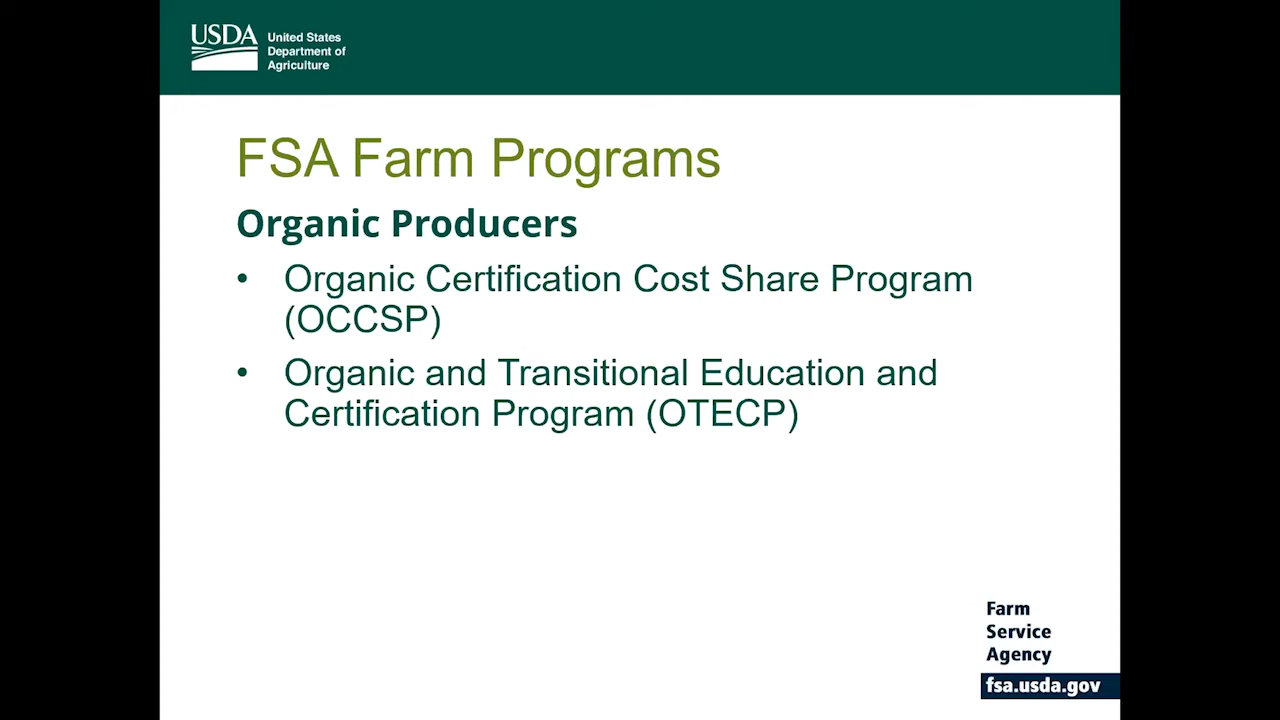 USDA
United States
Department of
Agriculture
FSA Farm Programs
Organic Producers
• Organic Certification Cost Share Program
(OCCSP)
• Organic and Transitional Education and
Certification Program (OTECP)
Farm
Service
Agency
fsa.usda.gov